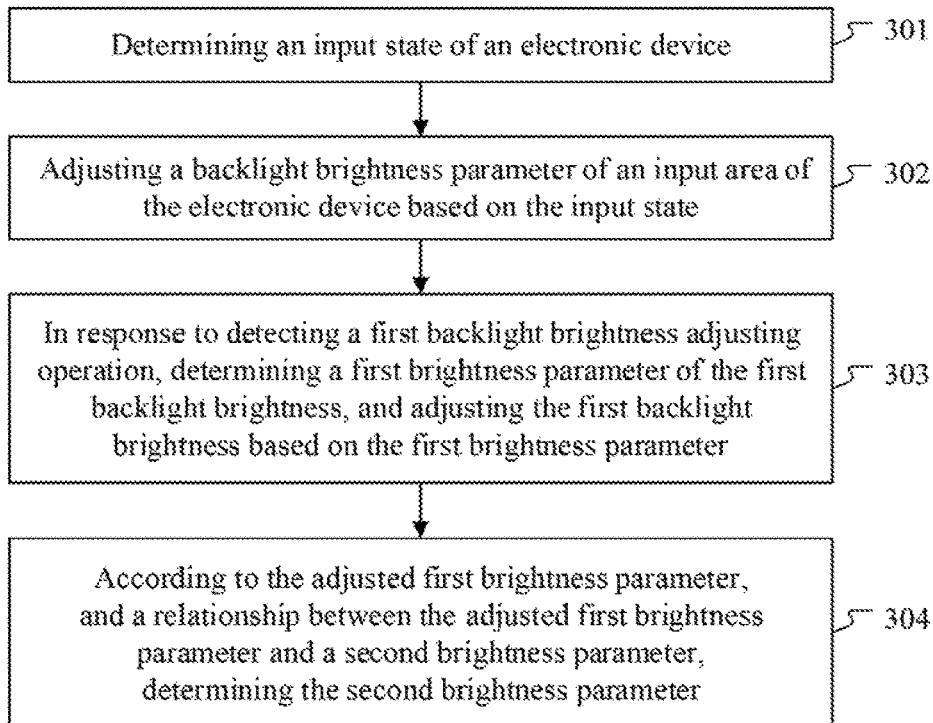 Determining an input state of an electronic device
301
Adjusting a backlight brightness parameter of an input area of
the electronic device based on the input state
302
In response to detecting a first backlight brightness adjusting
operation, determining a first brightness parameter of the first
backlight brightness, and adjusting the first backlight
brightness based on the first brightness parameter
303
According to the adjusted first brightness parameter,
and a relationship between the adjusted first brightness
parameter and a second brightness parameter,
determining the second brightness parameter
304